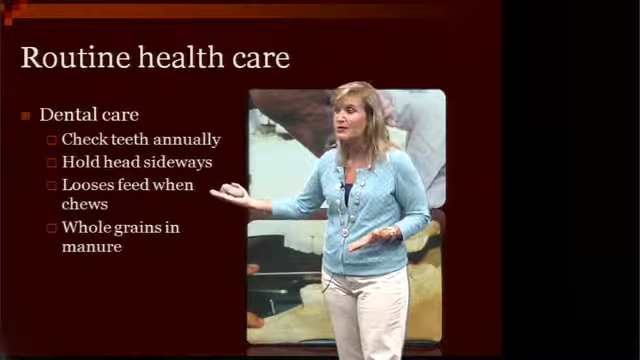 Routine health care
Dental care
Check teeth annually
Hold head sideways
Looses feed when
chews
Whole grains in
manure